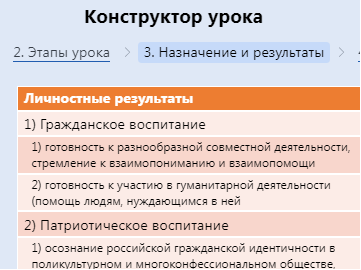 Конструктор урока
2. Этапы урока > 3. Назначение и результаты >
Личностные результаты
1) Гражданское воспитание
1) готовность к разнообразной совместной деятельности,
стремление к взаимопониманию и взаимопомощи
2) готовность к участию в гуманитарной деятельности
(помощь людям, нуждающимся в ней
2) Патриотическое воспитание
1) осознание российской гражданской идентичности в
поликультурном и многоконфессиональном обществе,